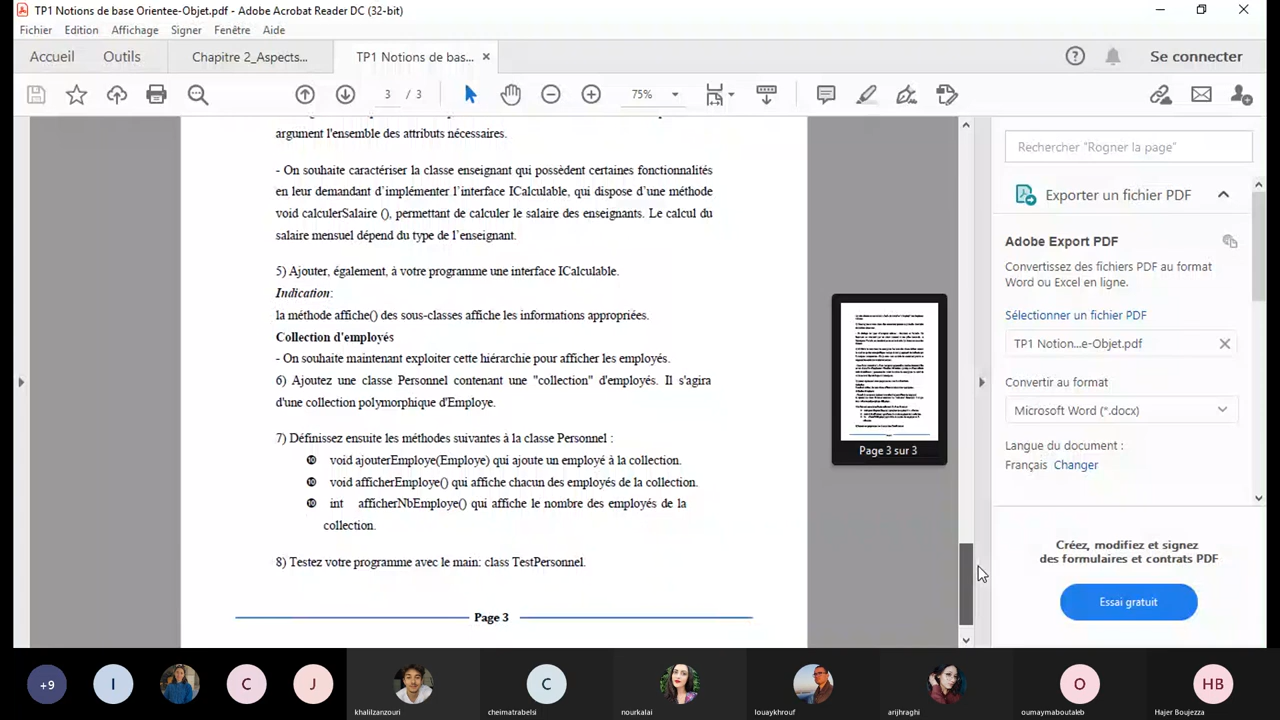 TP1 Notions de base Orientee-Objet.pdf - Adobe Acrobat Reader DC (32-bit)
Fichier Edition Affichage Signer Fenêtre Aide
Accueil Outils Chapitre 2_Aspects... TP1 Notions de bas... ×
Se connecter
3 / 3
75%
argument l'ensemble des attributs nécessaires.
- On souhaite caractériser la classe enseignant qui possèdent certaines fonctionnalités
en leur demandant d'implémenter l'interface ICalculable, qui dispose d'une méthode
void calculerSalaire (), permettant de calculer le salaire des enseignants. Le calcul du
salaire mensuel dépend du type de l'enseignant.
5) Ajouter, également, à votre programme une interface ICalculable.
Indication:
la méthode affiche() des sous-classes affiche les informations appropriées.
Collection d'employés
- On souhaite maintenant exploiter cette hiérarchie pour afficher les employés.
6) Ajoutez une classe Personnel contenant une "collection" d'employés. Il s'agira
d'une collection polymorphique d'Employe.
7) Définissez ensuite les méthodes suivantes à la classe Personnel :
❿ void ajouterEmploye(Employe) qui ajoute un employé à la collection.
❿ void afficherEmploye() qui affiche chacun des employés de la collection.
❿ int afficherNbEmploye() qui affiche le nombre des employés de la
collection.
8) Testez votre programme avec le main: class TestPersonnel.
Page 3
Page 3 sur 3
Rechercher "Rogner la page"
Exporter un fichier PDF
Adobe Export PDF
Convertissez des fichiers PDF au format
Word ou Excel en ligne.
Sélectionner un fichier PDF
TP1 Notion...e-Objet.pdf
Convertir au format
Microsoft Word (*.docx)
Langue du document :
Français Changer
Créez, modifiez et signez
des formulaires et contrats PDF
Essai gratuit
+9 I C J C O HB
khalilzanzouri cheimatrabelsi nourkalai louaykhrouf arijhraghi oumaymaboutaleb Hajer Boujezza